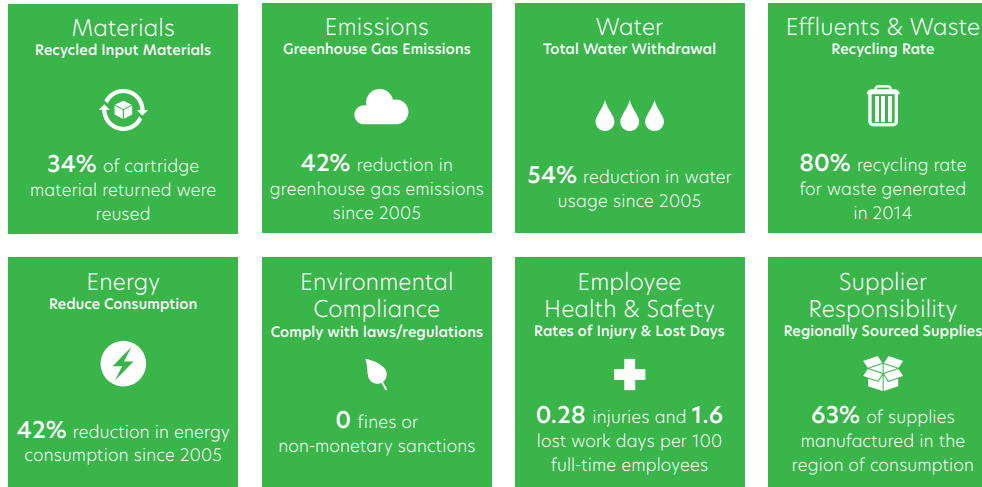 Materials
Recycled Input Materials
34% of cartridge
material returned were
reused
Emissions
Greenhouse Gas Emissions
42% reduction in
greenhouse gas emissions
since 2005
Water
Total Water Withdrawal
54% reduction in water
usage since 2005
Effluents & Waste
Recycling Rate
80% recycling rate
for waste generated
in 2014
Energy
Reduce Consumption
42% reduction in energy
consumption since 2005
Environmental
Compliance
Comply with laws/regulations
0 fines or
non-monetary sanctions
Employee
Health & Safety
Rates of Injury & Lost Days
0.28 injuries and 1.6
lost work days per 100
full-time employees
Supplier
Responsibility
Regionally Sourced Supplies
63% of supplies
manufactured in the
region of consumption